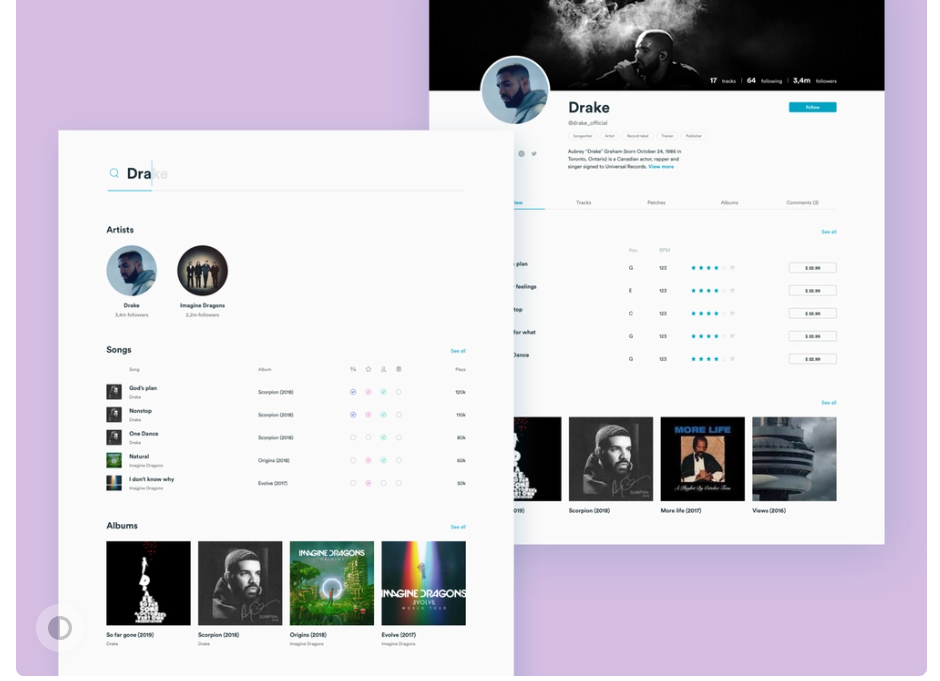 17 tracks | 64 following | 3,4m followers
Drake
Follow
@drake_official
Songwriter Artist Record label Trainer Publisher
Aubrey "Drake" Graham (born October 24, 1986 in
Toronto, Ontario) is a Canadian actor, rapper and
singer signed to Universal Records. View more
Tracks Patches Albums Comments (3)
See all
Key BPM
plan G 123 17 $ 22.99
feelings E 123 17 $ 22.99
top C 123 17 $ 22.99
for what G 123 17 $ 22.99
Dance G 123 17 $ 22.99
See all
MORE LIFE
2019) Scorpion (2018) More life (2017) Views (2016)
Drake
Artists
Drake Imagine Dragons
3,4m followers 2,2m followers
Songs See all
Song Album Plays
God's plan
Drake
Scorpion (2018) 120k
Nonstop
Drake
Scorpion (2018) 110k
One Dance
Drake
Scorpion (2018) 80k
Natural
Imagine Dragons
Origins (2018) 60k
I don't know why
Imagine Dragons
Evolve (2017) 50k
Albums See all
IMAGINE DRAGONS
ORIGINS
IMAGINE DRAGONS
EVOLVE
WORLD TOUR
So far gone (2019) Scorpion (2018) Origins (2018) Evolve (2017)
Drake Drake Imagine Dragons Imagine Dragons